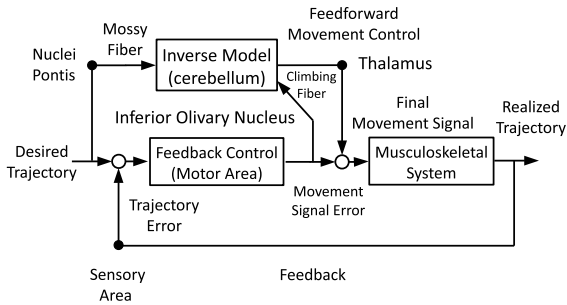 Feedforward
Movement Control
Mossy
Fiber
Nuclei
Pontis
Inverse Model
(cerebellum)
Thalamus
Climbing
Fiber
Inferior Olivary Nucleus
Final
Movement Signal
Realized
Trajectory
Desired
Trajectory
Feedback Control
(Motor Area)
Musculoskeletal
System
Movement
Signal Error
Trajectory
Error
Sensory
Area
Feedback